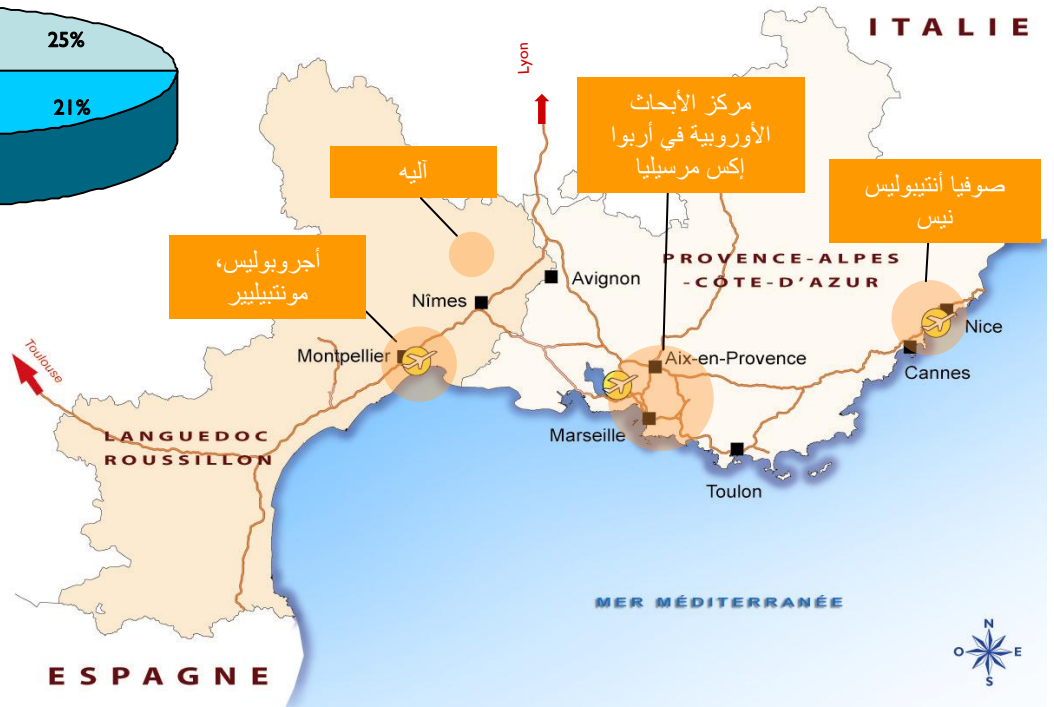 25%
21%
ITALIE
Lyon
مركز الأبحاث
الأوروبية في أربوا
إكس مرسيليا
آليه
صوفيا أنتيبوليس
نيس
أجروبوليس،
مونتبيليير
PROVENCE-ALPES
-CÔTE-D'AZUR
Avignon
Nîmes
Nice
Montpellier
Aix-en-Provence
Cannes
Toulouse
Marseille
LANGUEDOC
ROUSSILLON
Toulon
MER MÉDITERRANÉE
ESPAGNE
N
O
E
S